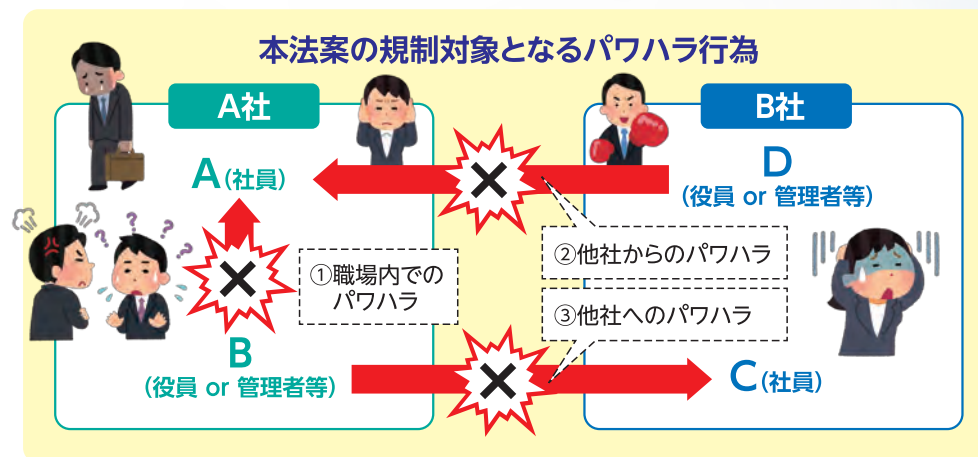 本法案の規制対象となるパワハラ行為
A社
B社
A（社員）
D
（役員 or 管理者等）
? ? ? ? ?
①職場内での
パワハラ
②他社からのパワハラ
③他社へのパワハラ
B
（役員 or 管理者等）
C（社員）